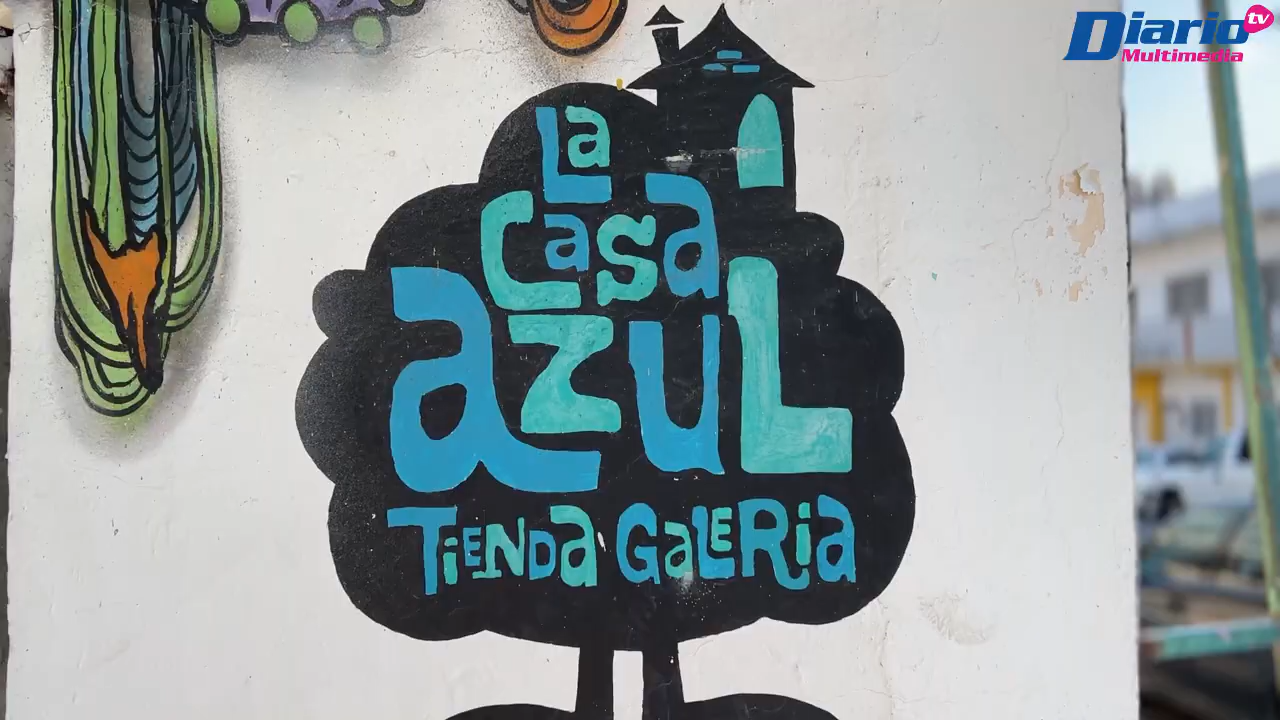 Diario tv
Multimedia
La
Casa
azul
TiENDa GaLERia